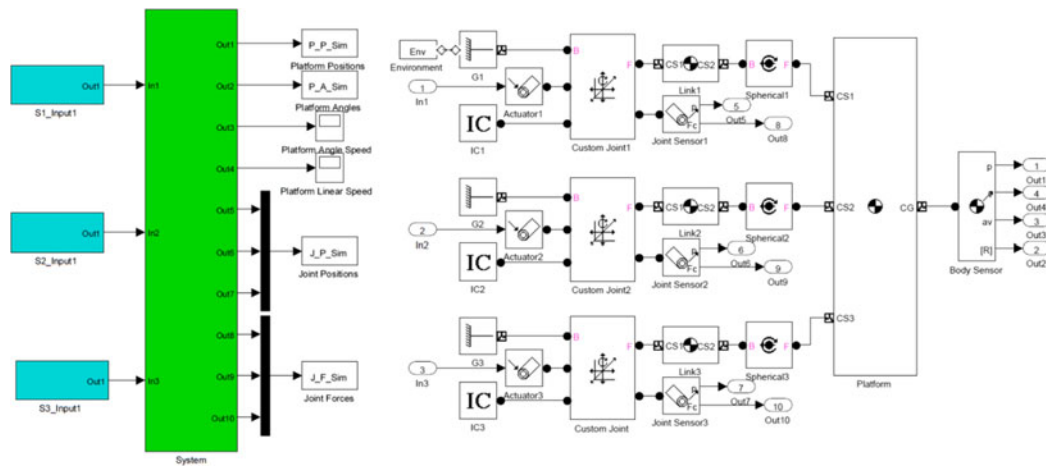 Out1
S1_Input1
Out1
S2_Input1
Out1
S3_Input1
In1
In2
In3
Out1
Out2
Out3
Out4
Out5
Out6
Out7
Out8
Out9
Out10
System
P_P_Sim
Platform Positions
P_A_Sim
Platform Angles
Platform Angle Speed
Platform Linear Speed
J_P_Sim
Joint Positions
J_F_Sim
Joint Forces
Env
Environment
G1
1
In1
Actuator1
IC
IC1
B
F
Custom Joint1
CS1
CS2
Link1
B
F
Spherical1
p
Fc
Joint Sensor1
5
Out5
8
Out8
G2
2
In2
Actuator2
IC
IC2
B
F
Custom Joint2
CS1
CS2
Link2
B
F
Spherical2
p
Fc
Joint Sensor2
6
Out6
9
Out9
G3
3
In3
Actuator3
IC
IC3
B
F
Custom Joint
CS1
CS2
Link3
B
F
Spherical3
p
Fc
Joint Sensor3
7
Out7
10
Out10
CS1
CS2
CS3
CG
Platform
p
av
[R]
Body Sensor
1
Out1
4
Out4
3
Out3
2
Out2